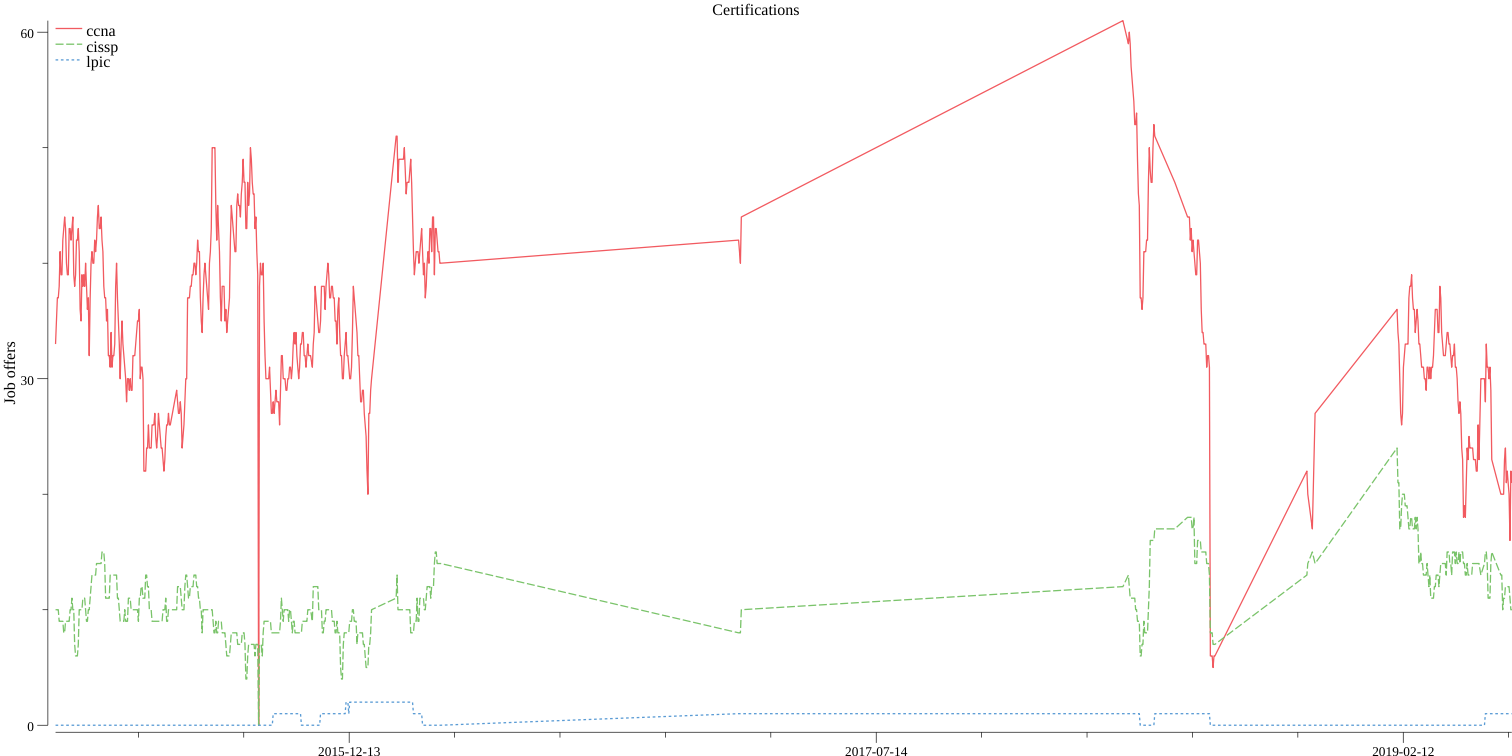 Certifications
ccna
cissp
lpic
Job offers
60
30
0
2015-12-13
2017-07-14
2019-02-12